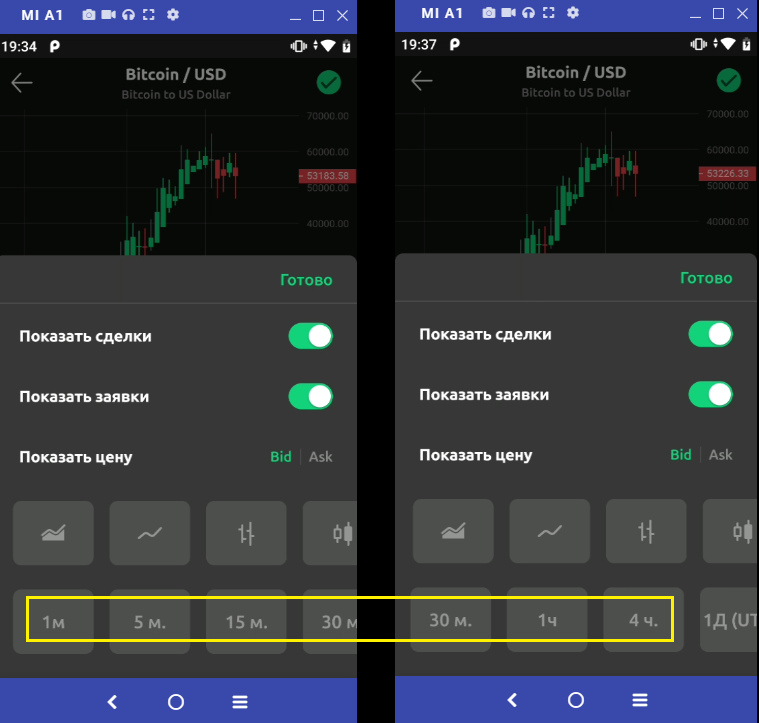 MI A1
19:34
Bitcoin / USD
Bitcoin to US Dollar
70000.00
60000.00
53183.58
50000.00
40000.00
Готово
Показать сделки
Показать заявки
Показать цену
Bid
Ask
1м
5 м.
15 м.
30 м
MI A1
19:37
Bitcoin / USD
Bitcoin to US Dollar
70000.00
60000.00
53226.33
50000.00
40000.00
Готово
Показать сделки
Показать заявки
Показать цену
Bid
Ask
30 м.
1ч
4 ч.
1Д (UT